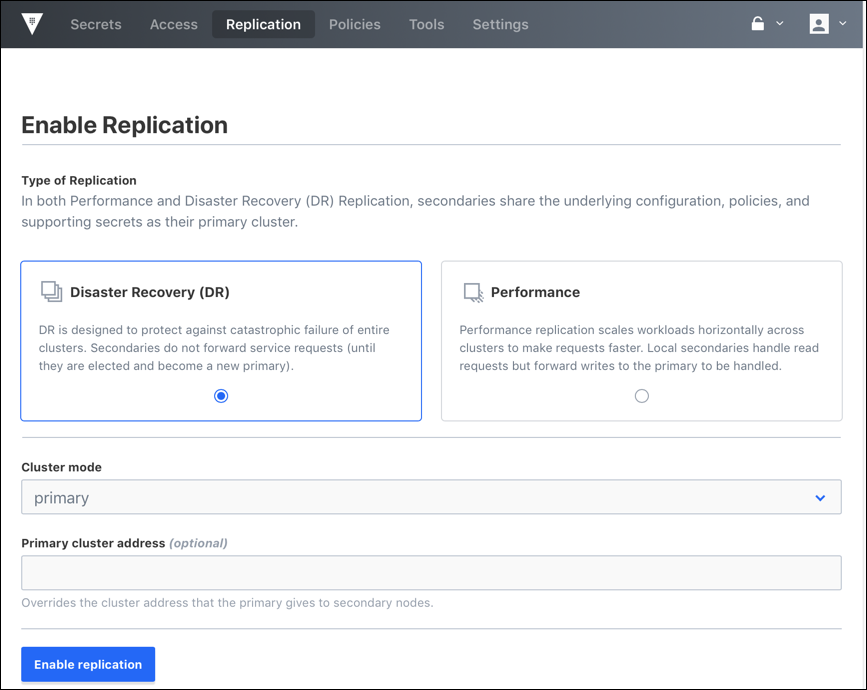 Secrets Access Replication Policies Tools Settings
Enable Replication
Type of Replication
In both Performance and Disaster Recovery (DR) Replication, secondaries share the underlying configuration, policies, and
supporting secrets as their primary cluster.
Disaster Recovery (DR)
DR is designed to protect against catastrophic failure of entire
clusters. Secondaries do not forward service requests (until
they are elected and become a new primary).
Performance
Performance replication scales workloads horizontally across
clusters to make requests faster. Local secondaries handle read
requests but forward writes to the primary to be handled.
Cluster mode
primary
Primary cluster address (optional)
Overrides the cluster address that the primary gives to secondary nodes.
Enable replication